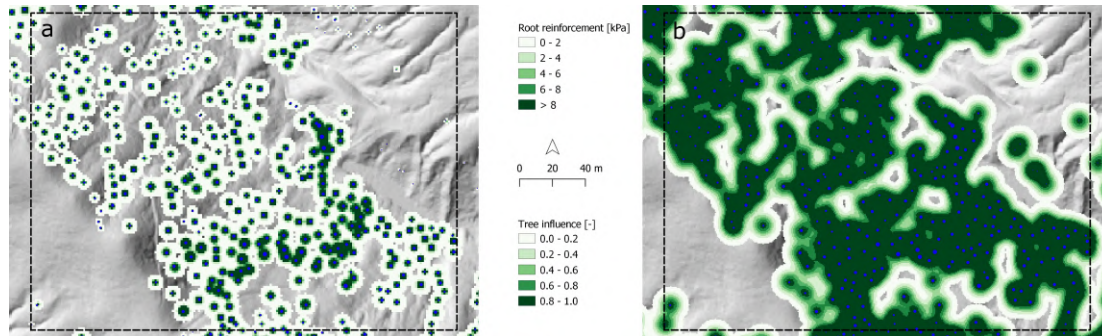 a
Root reinforcement [kPa]
0 - 2
2 - 4
4 - 6
6 - 8
> 8
0 20 40 m
Tree influence [-]
0.0 - 0.2
0.2 - 0.4
0.4 - 0.6
0.6 - 0.8
0.8 - 1.0
b